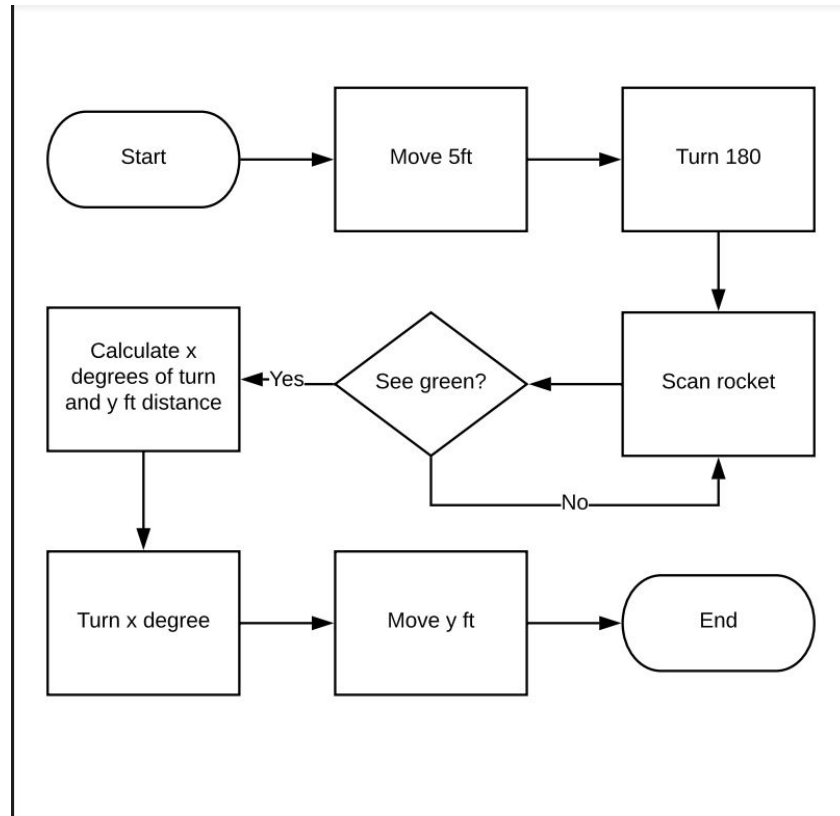 Start
Move 5ft
Turn 180
Scan rocket
See green?
No
Yes
Calculate x
degrees of turn
and y ft distance
Turn x degree
Move y ft
End